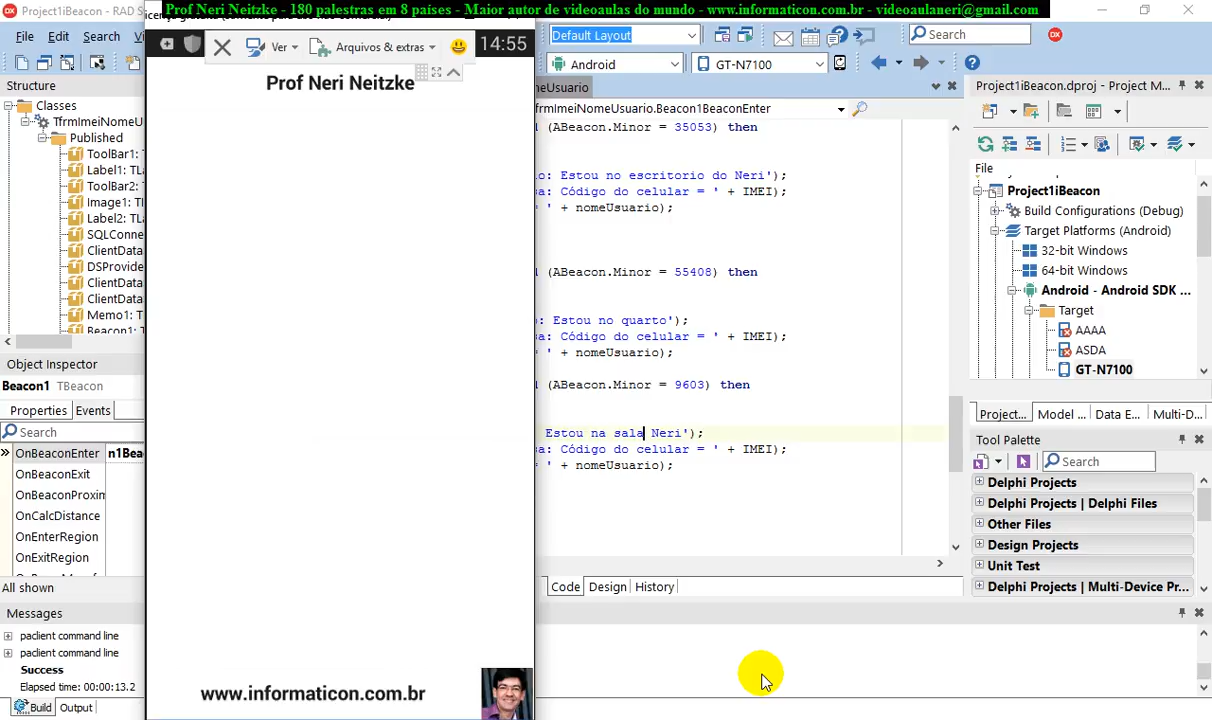 Prof Neri Neitzke - 180 palestras em 8 países - Maior autor de videoaulas do mundo - www.informaticon.com.br - videoaulaneri@gmail.com
Project1iBeacon - RAD S
File Edit Search
Default Layout
Search
Android
GT-N7100
Ver
Arquivos & extras
14:55
Prof Neri Neitzke
www.informaticon.com.br
Structure
Classes
TfrmImeiNomeU
Published
ToolBar1:
Label1: TL
ToolBar2:
Image1: T
Label2: TL
SQLConne
ClientData
DSProvide
ClientData
ClientData
Memo1: T
Beacon1:
Object Inspector
Beacon1 TBeacon
Properties Events
Search
OnBeaconEnter n1Bea
OnBeaconExit
OnBeaconProxin
OnCalcDistance
OnEnterRegion
OnExitRegion
All shown
Messages
paclient command line
paclient command line
Success
Elapsed time: 00:00:13.2
Build Output
eUsuario
TfrmImeiNomeUsuario.Beacon1BeaconEnter
(ABeacon.Minor = 35053) then
o: Estou no escritorio do Neri');
sa: Código do celular = ' + IMEI);
= ' + nomeUsuario);
(ABeacon.Minor = 55408) then
o: Estou no quarto');
sa: Código do celular = ' + IMEI);
= ' + nomeUsuario);
(ABeacon.Minor = 9603) then
Estou na sala Neri');
sa: Código do celular = ' + IMEI);
= ' + nomeUsuario);
Code Design History
Project1iBeacon.dproj - Project M...
File
Project1iBeacon
Build Configurations (Debug)
Target Platforms (Android)
32-bit Windows
64-bit Windows
Android - Android SDK ...
Target
AAAA
ASDA
GT-N7100
Project... Model ... Data E... Multi-D...
Tool Palette
Search
Delphi Projects
Delphi Projects | Delphi Files
Other Files
Design Projects
Unit Test
Delphi Projects | Multi-Device Pr...